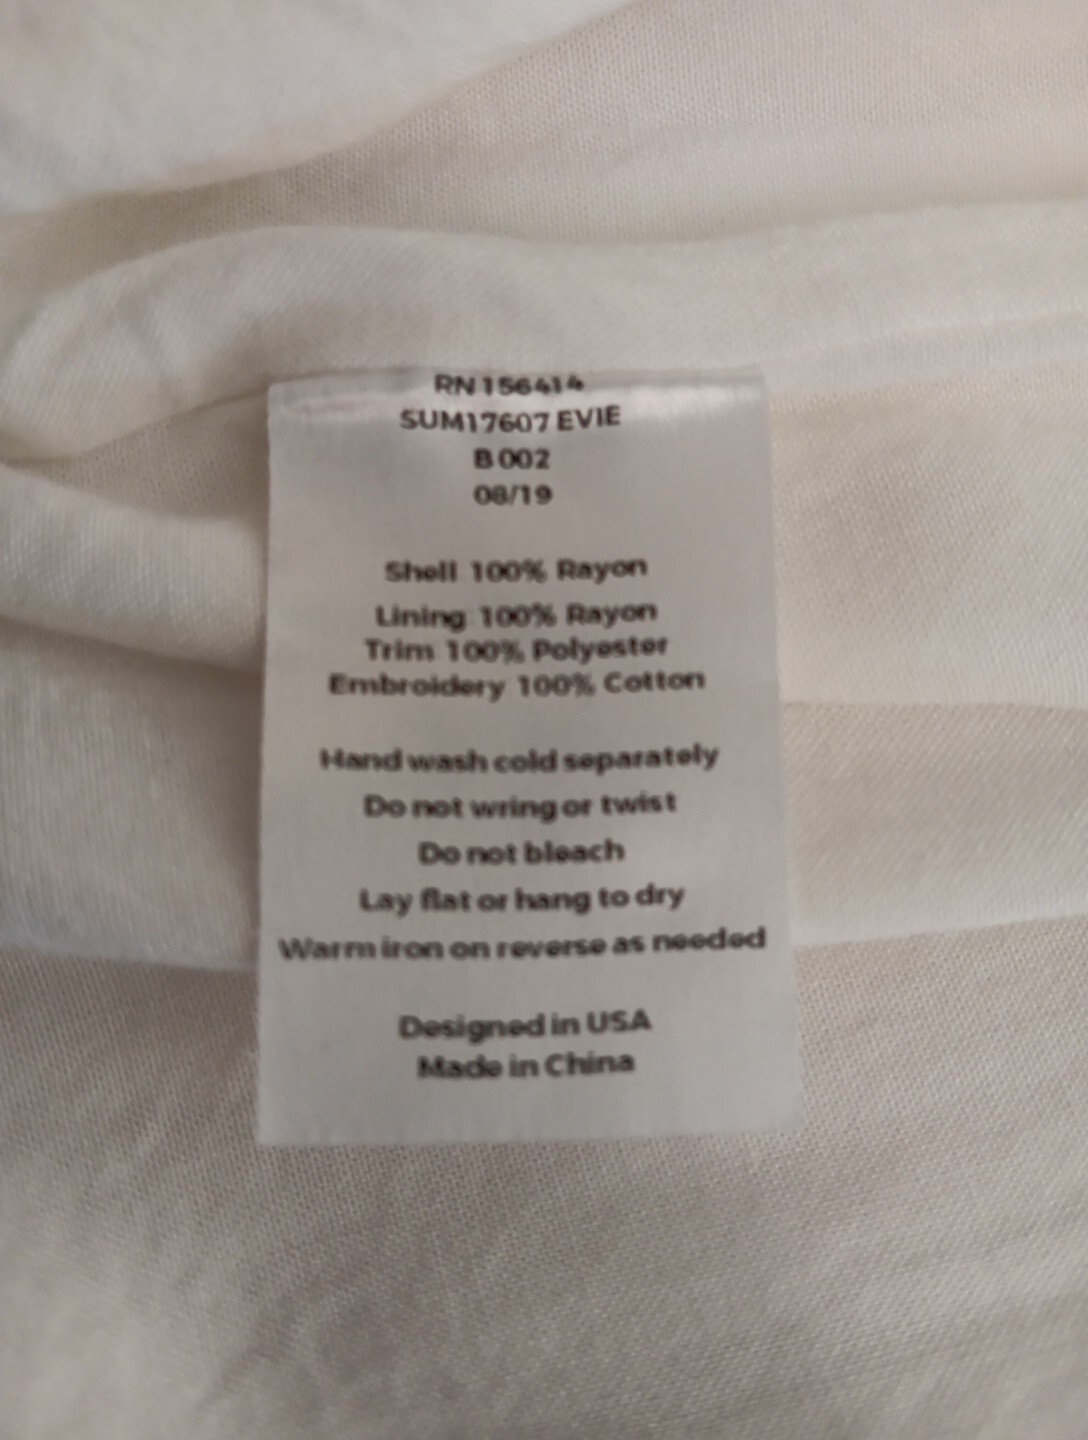 RN 156414
SUM17607 EVIE
B 002
08/19
Shell 100% Rayon
Lining 100% Rayon
Trim 100% Polyester
Embroidery 100% Cotton
Hand wash cold separately
Do not wring or twist
Do not bleach
Lay flat or hang to dry
Warm iron on reverse as needed
Designed in USA
Made in China